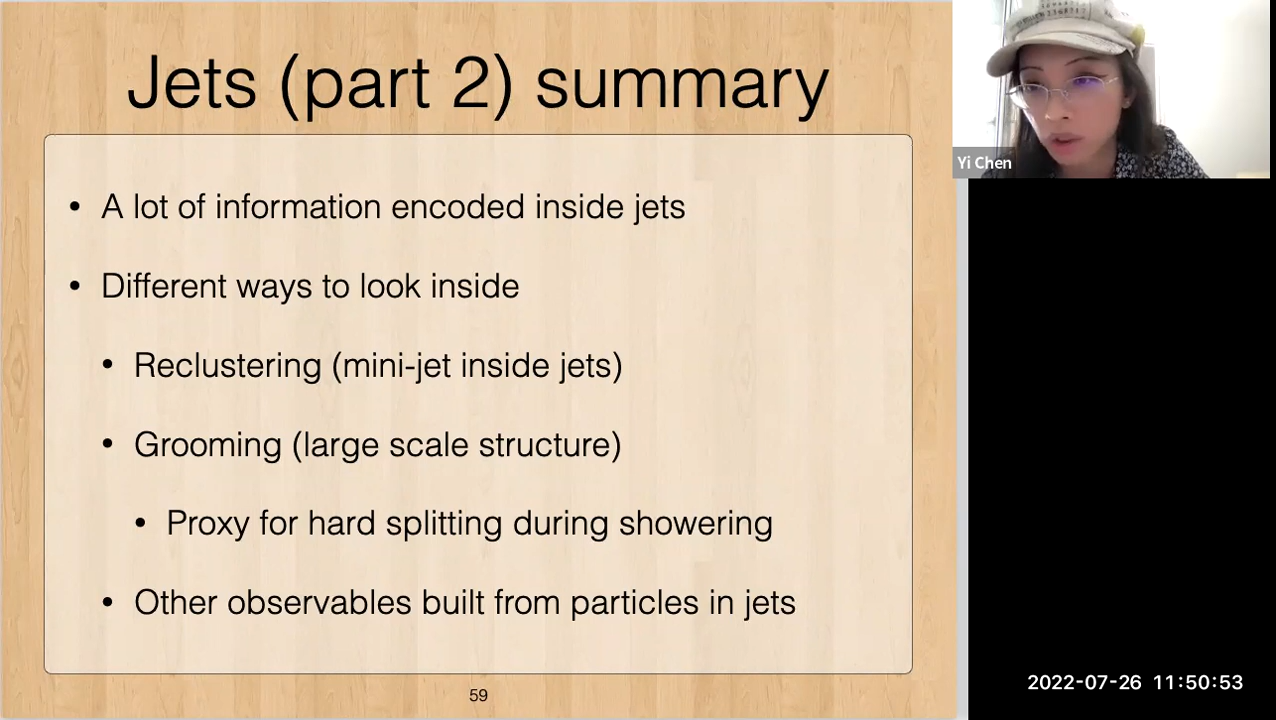 Jets (part 2) summary
• A lot of information encoded inside jets
• Different ways to look inside
• Reclustering (mini-jet inside jets)
• Grooming (large scale structure)
• Proxy for hard splitting during showering
• Other observables built from particles in jets
59
Yi Chen
2022-07-26 11:50:53